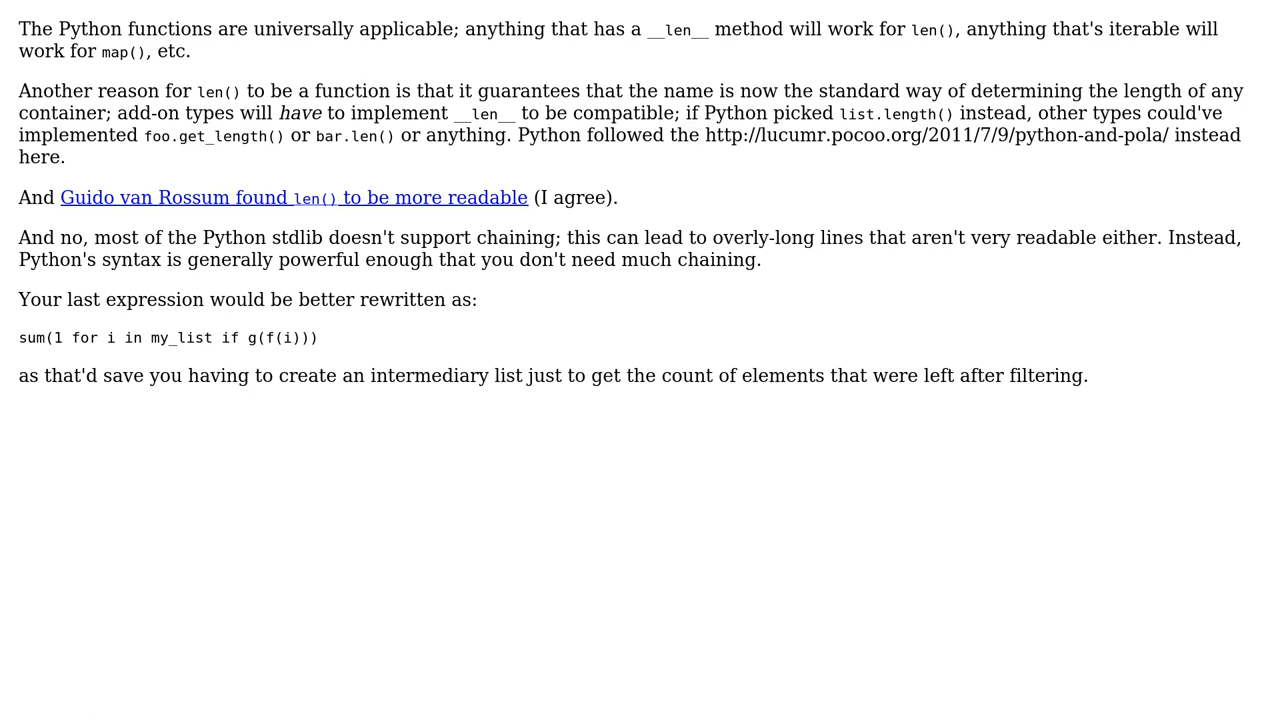 The Python functions are universally applicable; anything that has a __len__ method will work for len(), anything that's iterable will
work for map(), etc.
Another reason for len() to be a function is that it guarantees that the name is now the standard way of determining the length of any
container; add-on types will have to implement __len__ to be compatible; if Python picked list.length() instead, other types could've
implemented foo.get_length() or bar.len() or anything. Python followed the http://lucumr.pocoo.org/2011/7/9/python-and-pola/ instead
here.
And Guido van Rossum found len() to be more readable (I agree).
And no, most of the Python stdlib doesn't support chaining; this can lead to overly-long lines that aren't very readable either. Instead,
Python's syntax is generally powerful enough that you don't need much chaining.
Your last expression would be better rewritten as:
sum(1 for i in my_list if g(f(i)))
as that'd save you having to create an intermediary list just to get the count of elements that were left after filtering.